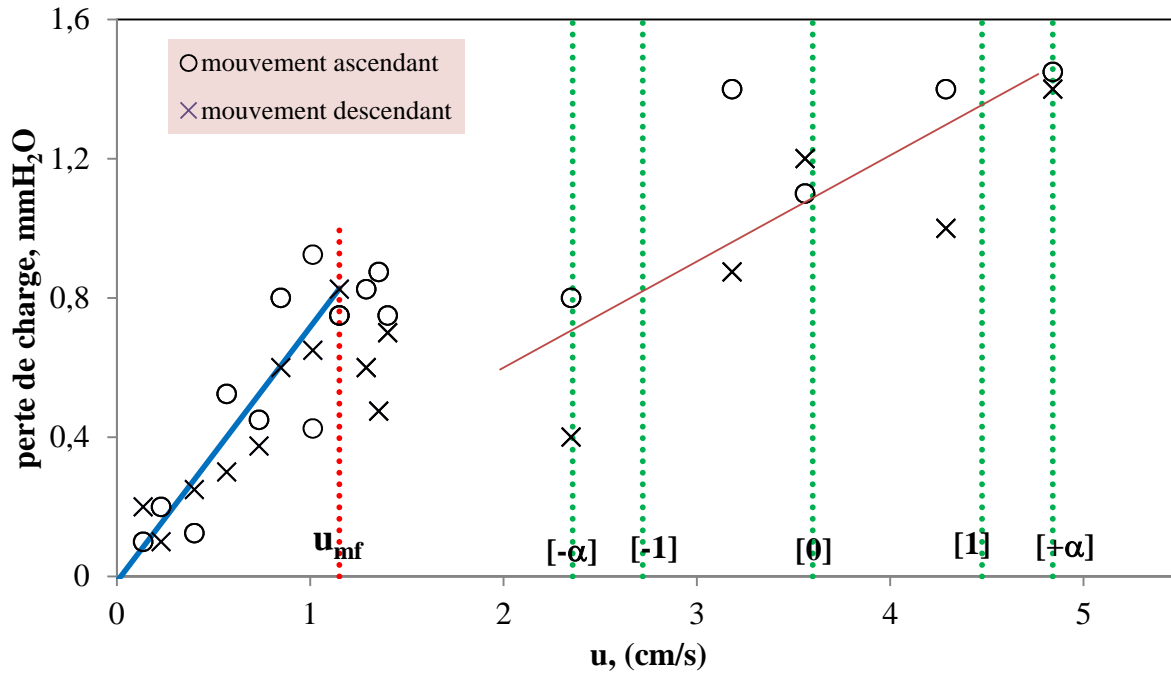 1,6
mouvement ascendant
mouvement descendant
1,2
perte de charge, mmH₂O
0,8
0,4
u_mf
[-α]
[-1]
[0]
[1]
[+α]
0
0
1
2
3
4
5
u, (cm/s)